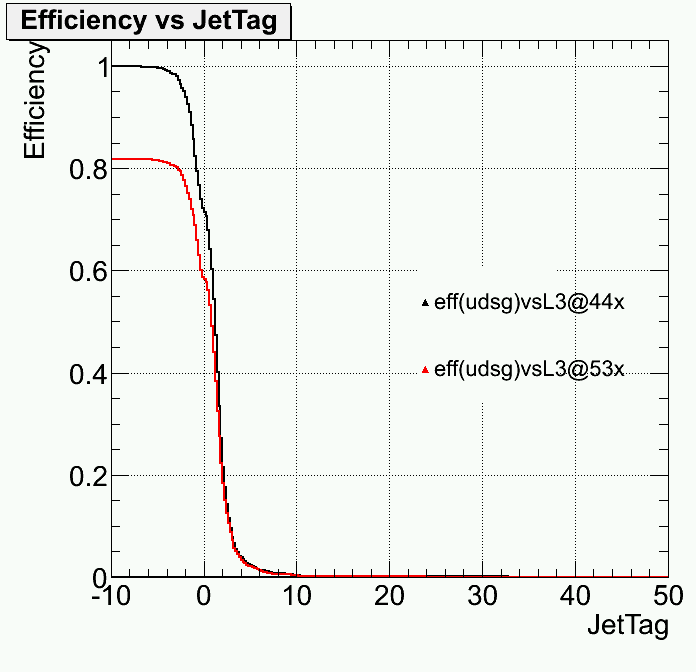 Efficiency vs JetTag
Efficiency
1
0.8
0.6
0.4
0.2
0
eff(udsg)vsL3@44x
eff(udsg)vsL3@53x
-10 0 10 20 30 40 50
JetTag